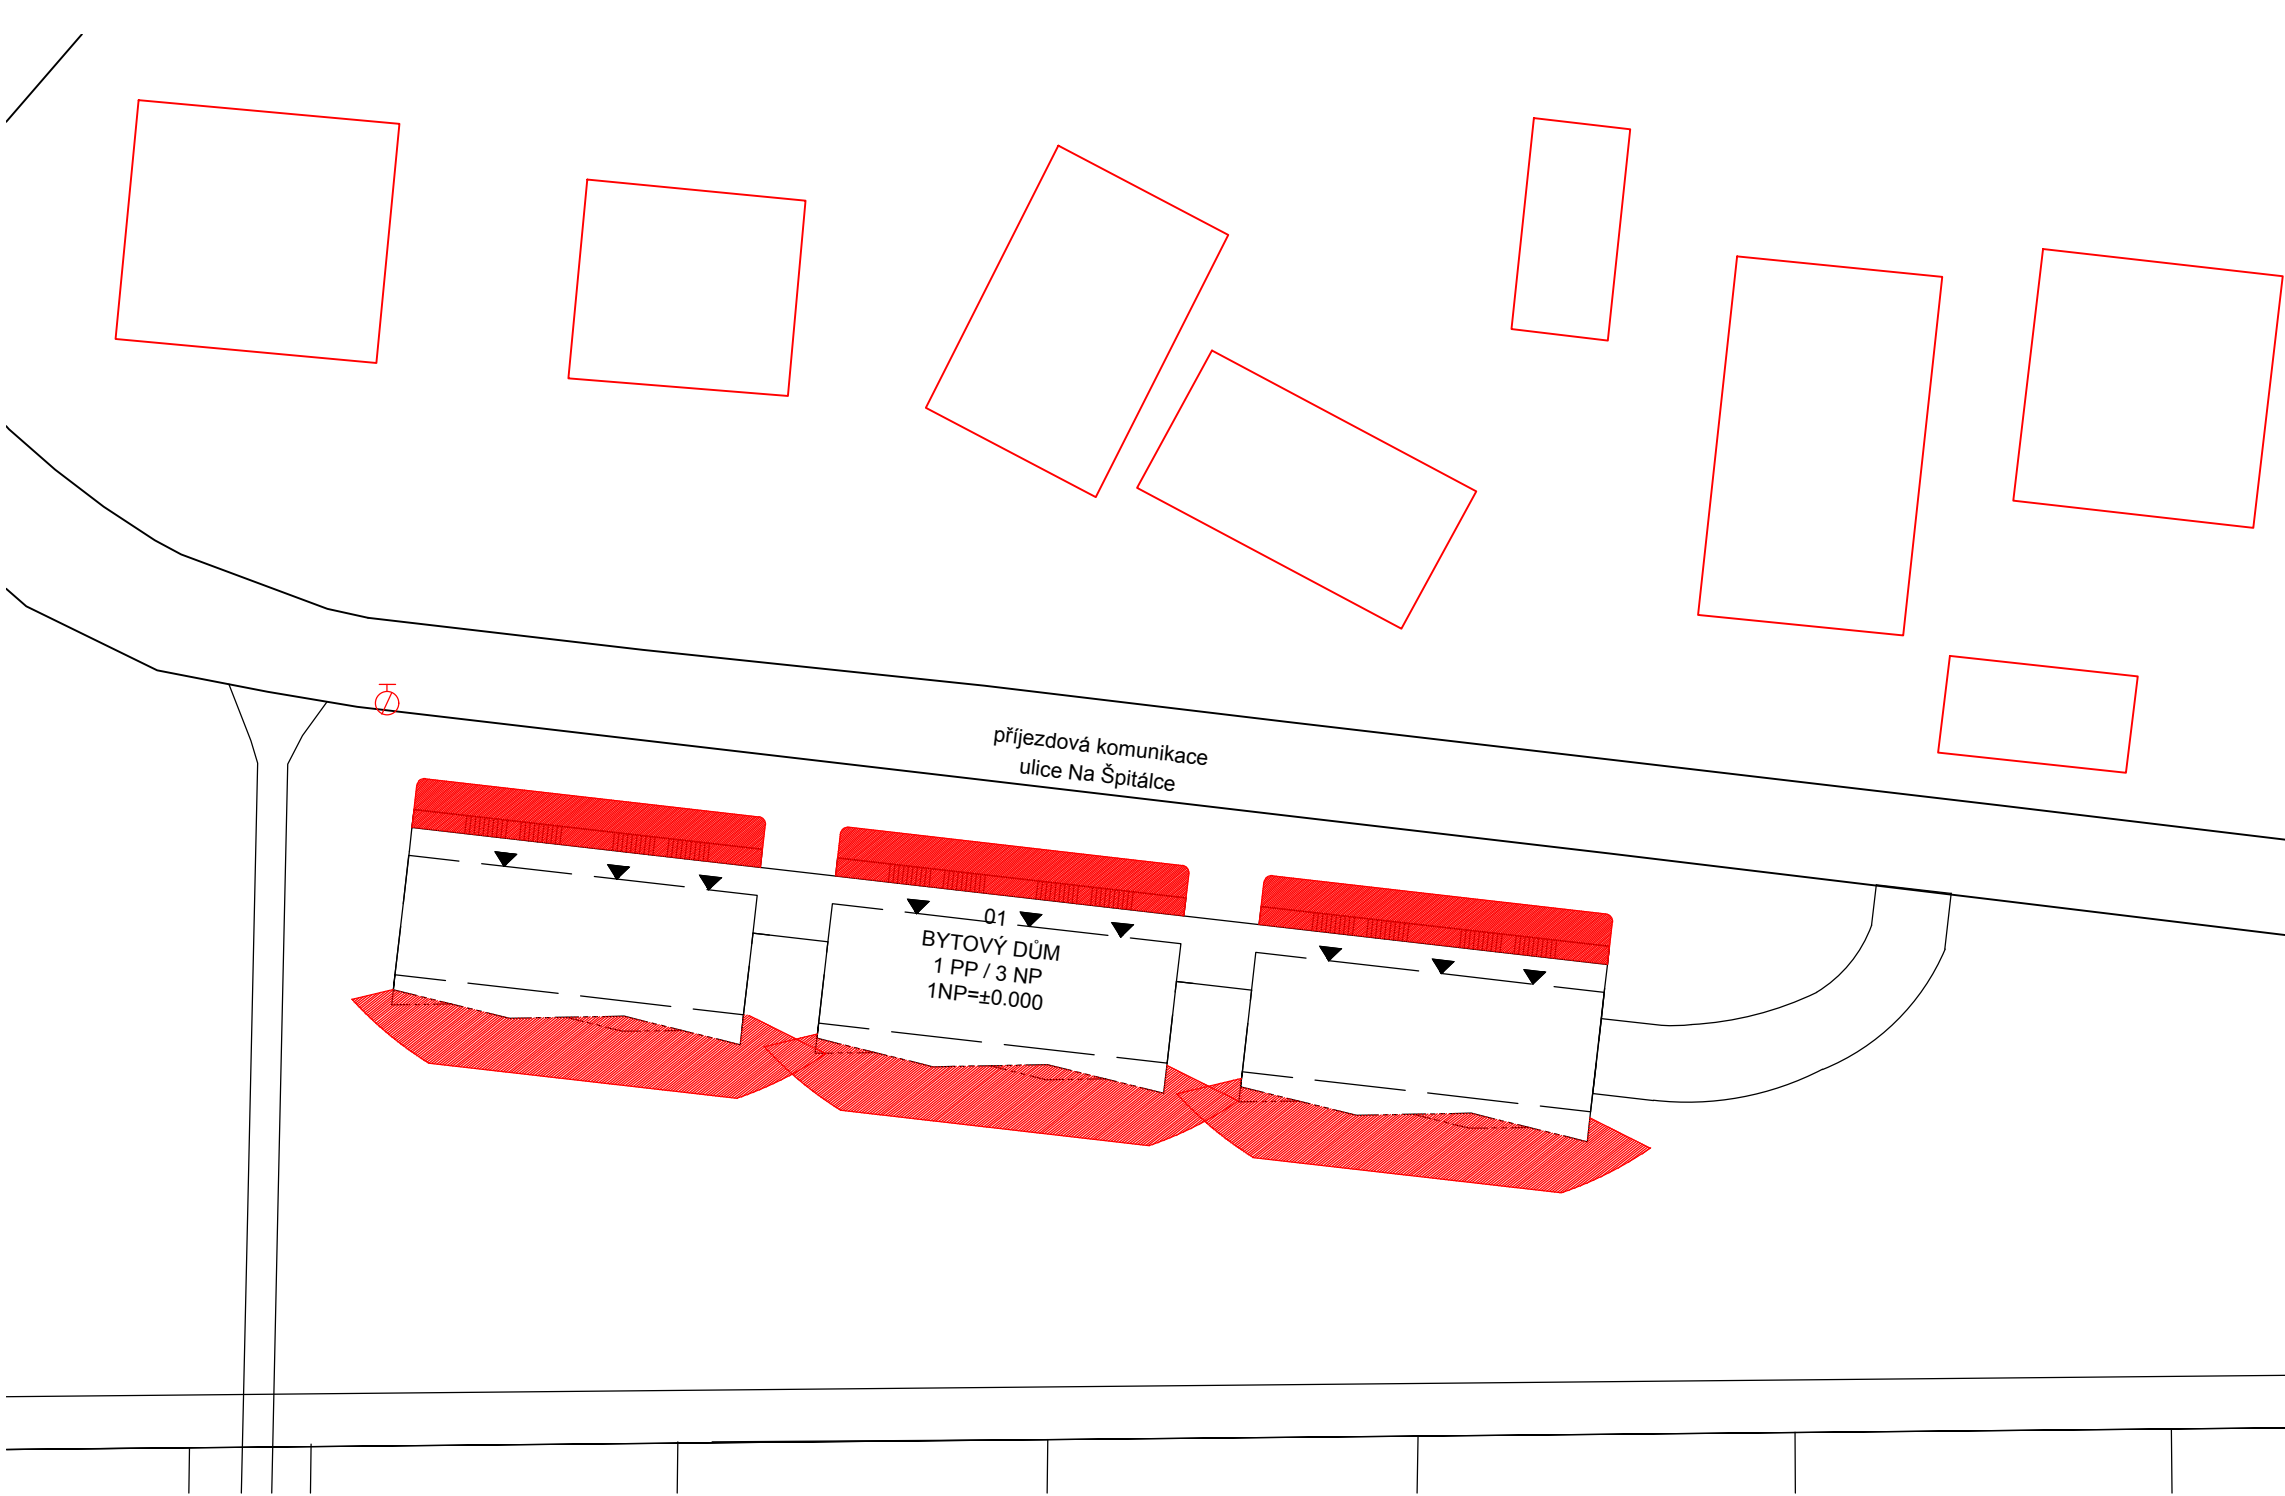 příjezdová komunikace
ulice Na Špitálce
01
BYTOVÝ DŮM
1 PP / 3 NP
1NP=±0.000